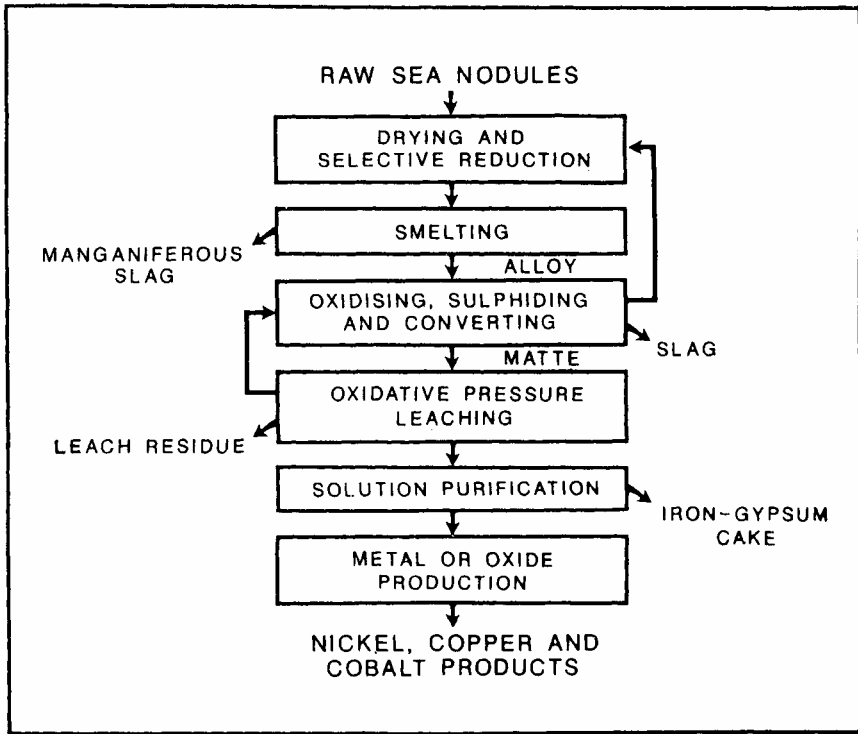 RAW SEA NODULES
DRYING AND
SELECTIVE REDUCTION
SMELTING
MANGANIFEROUS
SLAG
ALLOY
OXIDISING, SULPHIDING
AND CONVERTING
SLAG
MATTE
OXIDATIVE PRESSURE
LEACHING
LEACH RESIDUE
SOLUTION PURIFICATION
IRON-GYPSUM
CAKE
METAL OR OXIDE
PRODUCTION
NICKEL, COPPER AND
COBALT PRODUCTS